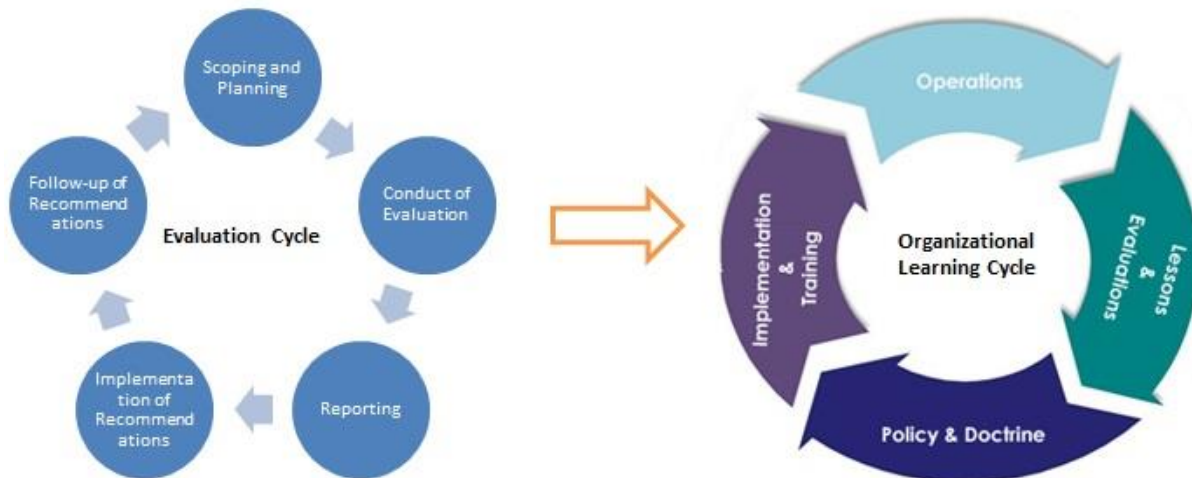 Scoping and
Planning
Conduct of
Evaluation
Reporting
Implementa
tion of
Recommend
ations
Follow-up of
Recommend
ations
Evaluation Cycle
Operations
Lessons
&
Evaluations
Policy & Doctrine
Implementation
&
Training
Organizational
Learning Cycle